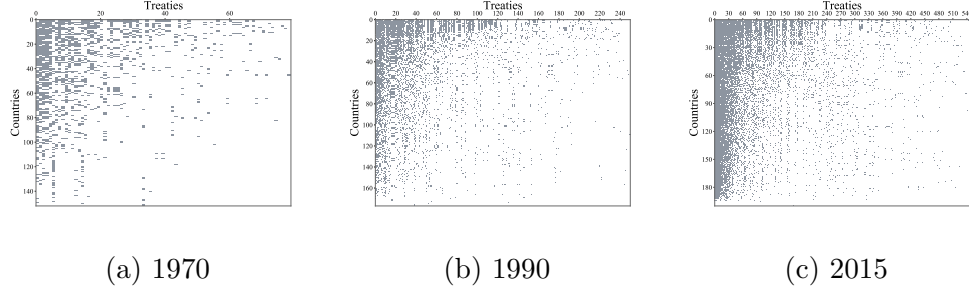 Treaties Treaties Treaties
0 20 40 60 0 20 40 60 80 100 120 140 160 180 200 220 240 0 30 60 90 120 150 180 210 240 270 300 330 360 390 420 450 480 510 540
Countries Countries Countries
0 20 40 60 80 100 120 140
0 20 40 60 80 100 120 140 160
0 30 60 90 120 150 180
(a) 1970 (b) 1990 (c) 2015